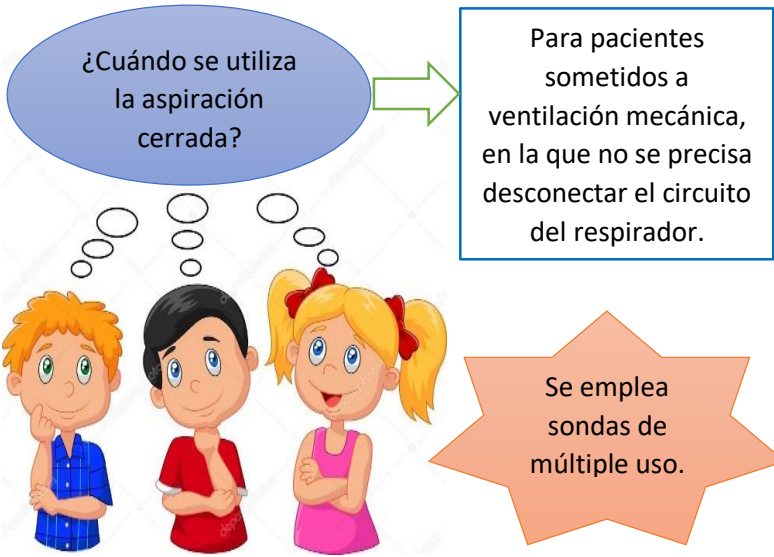 ¿Cuándo se utiliza
la aspiración
cerrada?
Para pacientes
sometidos a
ventilación mecánica,
en la que no se precisa
desconectar el circuito
del respirador.
Se emplea
sondas de
múltiple uso.